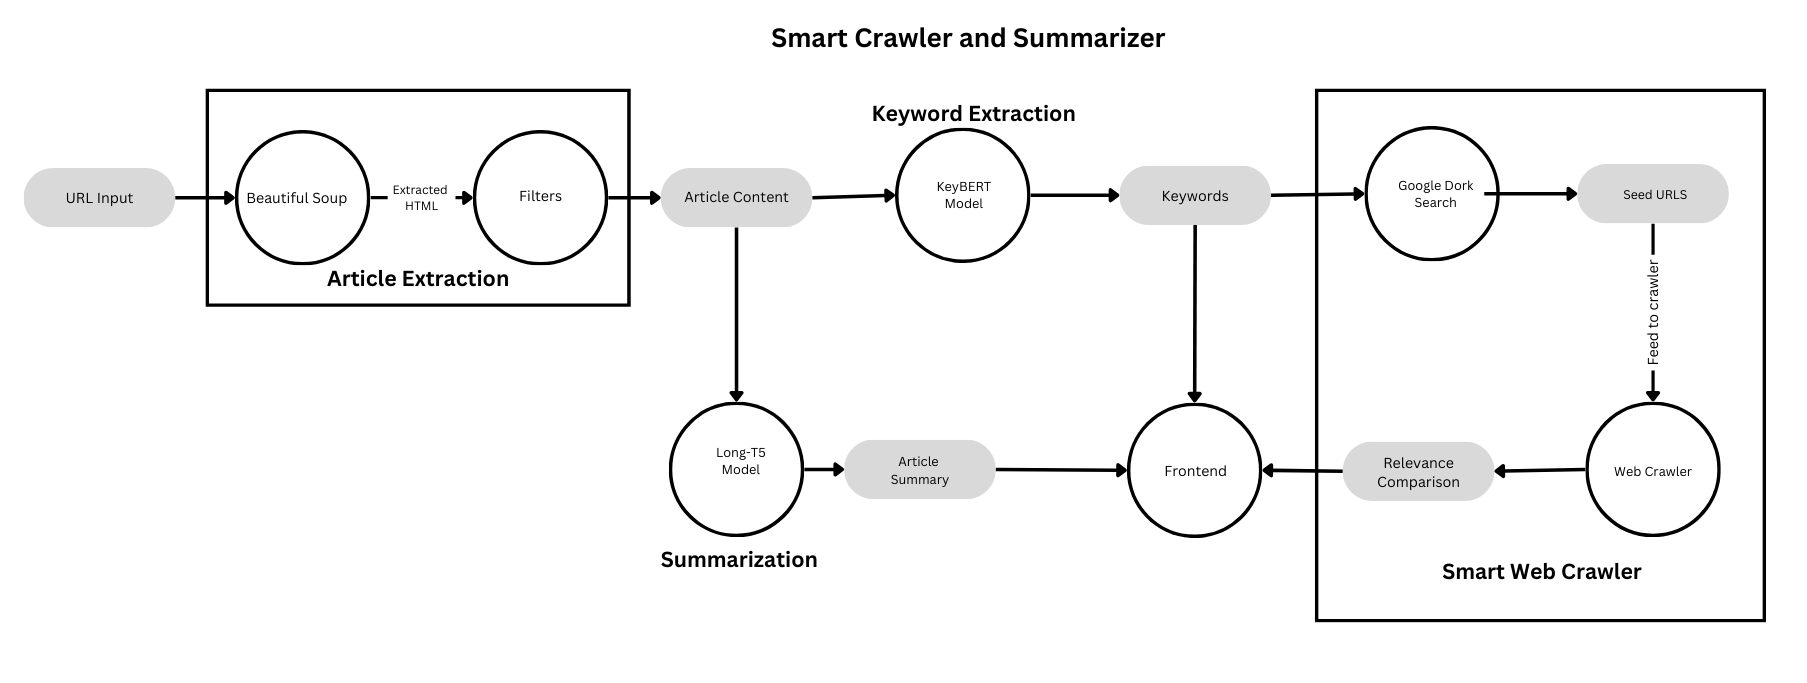 Smart Crawler and Summarizer
Keyword Extraction
URL Input
Beautiful Soup
Extracted
HTML
Filters
Article Extraction
Article Content
KeyBERT
Model
Keywords
Google Dork
Search
Seed URLS
Feed to crawler
Long-T5
Model
Article
Summary
Frontend
Relevance
Comparison
Web Crawler
Summarization
Smart Web Crawler